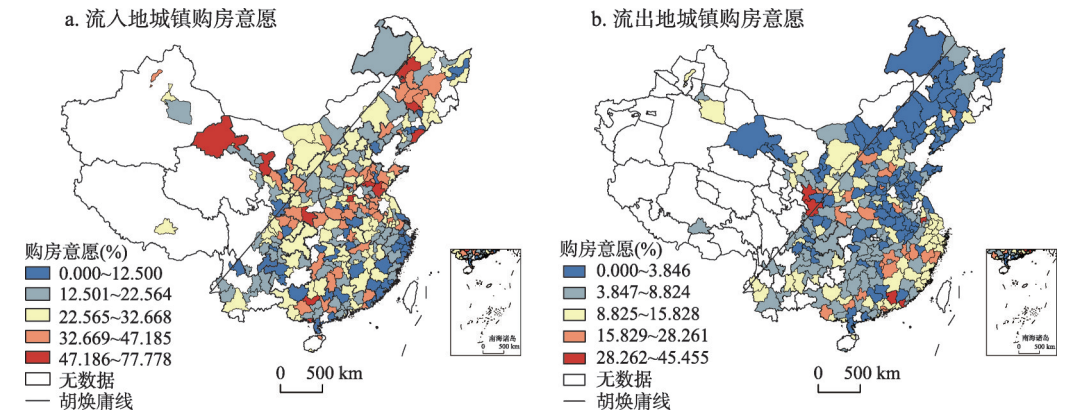 a. 流入地城镇购房意愿
购房意愿(%)
0.000~12.500
12.501~22.564
22.565~32.668
32.669~47.185
47.186~77.778
无数据
胡焕庸线
0 500 km
南海诸岛
0 500 km
b. 流出地城镇购房意愿
购房意愿(%)
0.000~3.846
3.847~8.824
8.825~15.828
15.829~28.261
28.262~45.455
无数据
胡焕庸线
0 500 km
南海诸岛
0 500 km